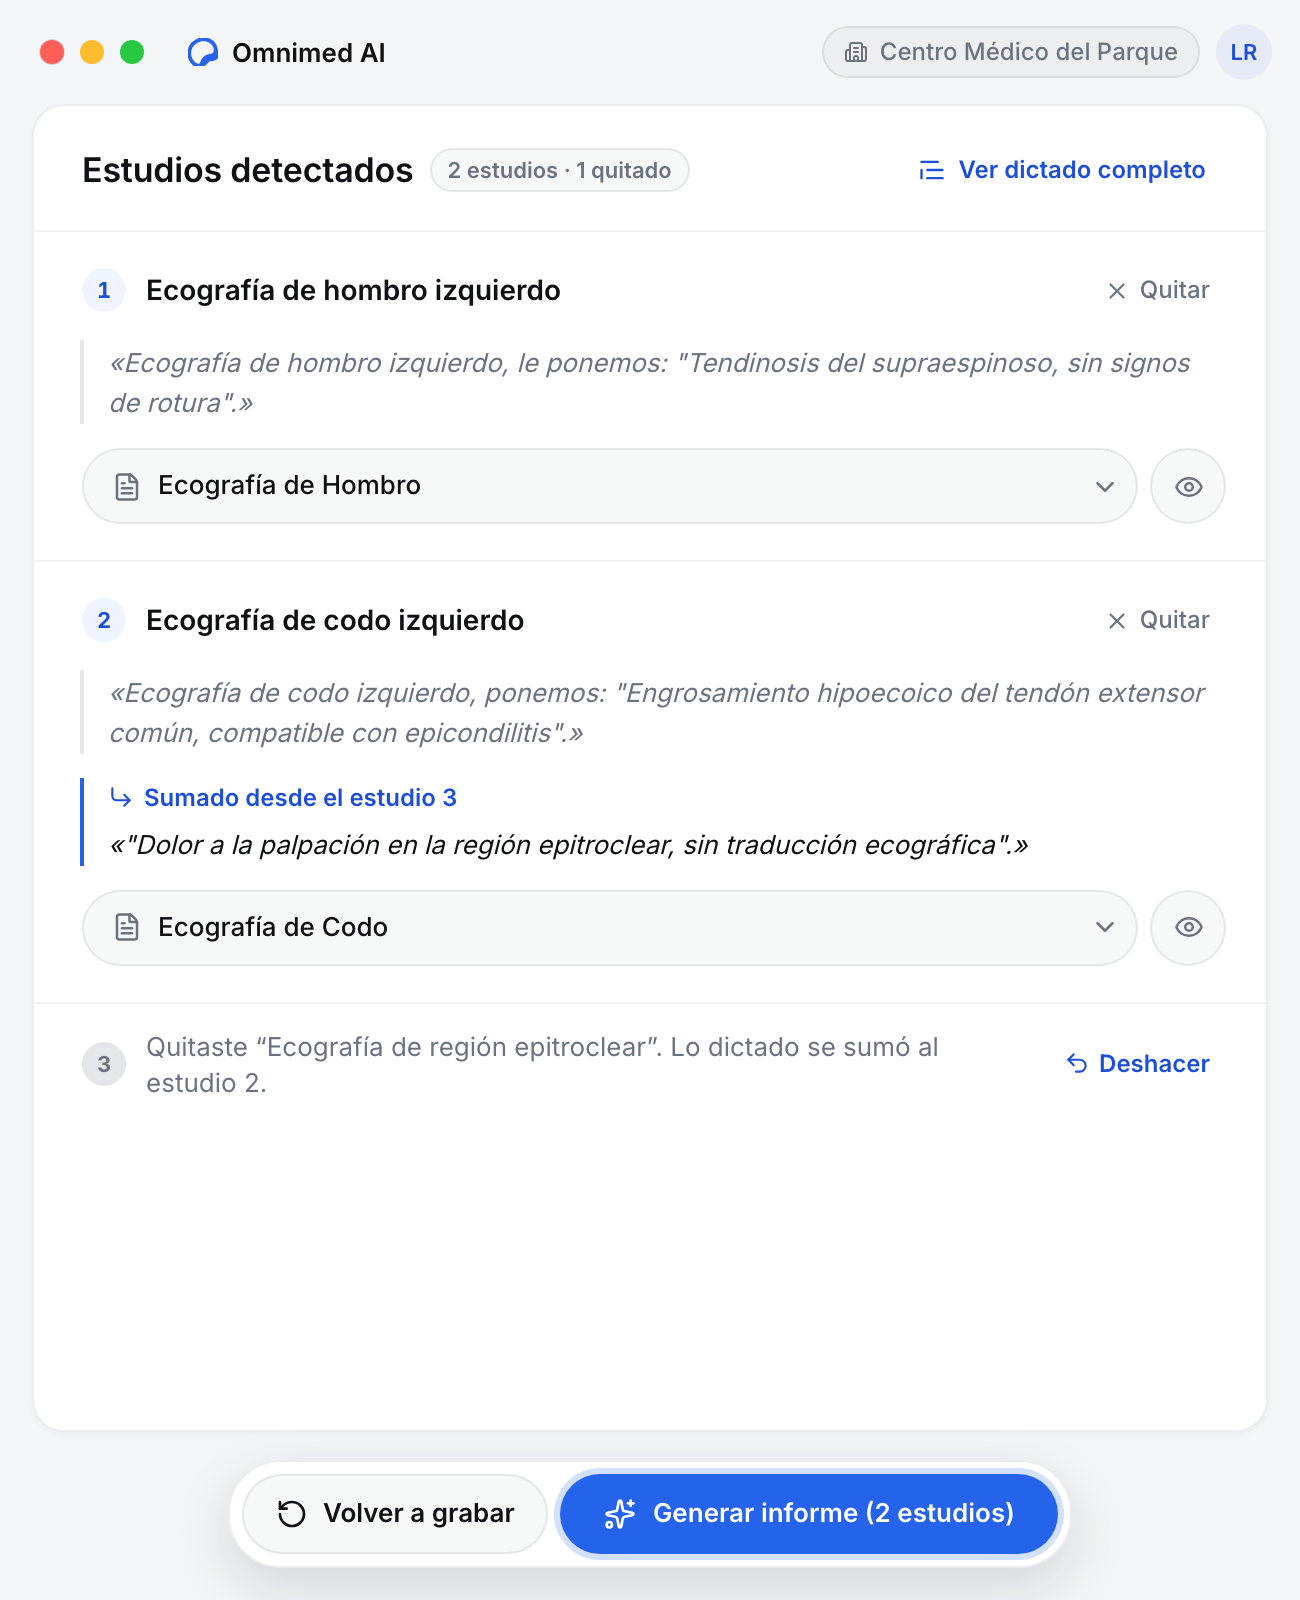 Omnimed AI
Centro Médico del Parque
LR
Estudios detectados
2 estudios · 1 quitado
Ver dictado completo
1
Ecografía de hombro izquierdo
Quitar
«Ecografía de hombro izquierdo, le ponemos: "Tendinosis del supraespinoso, sin signos
de rotura".»
Ecografía de Hombro
2
Ecografía de codo izquierdo
Quitar
«Ecografía de codo izquierdo, ponemos: "Engrosamiento hipoecoico del tendón extensor
común, compatible con epicondilitis".»
Sumado desde el estudio 3
«"Dolor a la palpación en la región epitroclear, sin traducción ecográfica".»
Ecografía de Codo
3
Quitaste “Ecografía de región epitroclear”. Lo dictado se sumó al
estudio 2.
Deshacer
Volver a grabar
Generar informe (2 estudios)